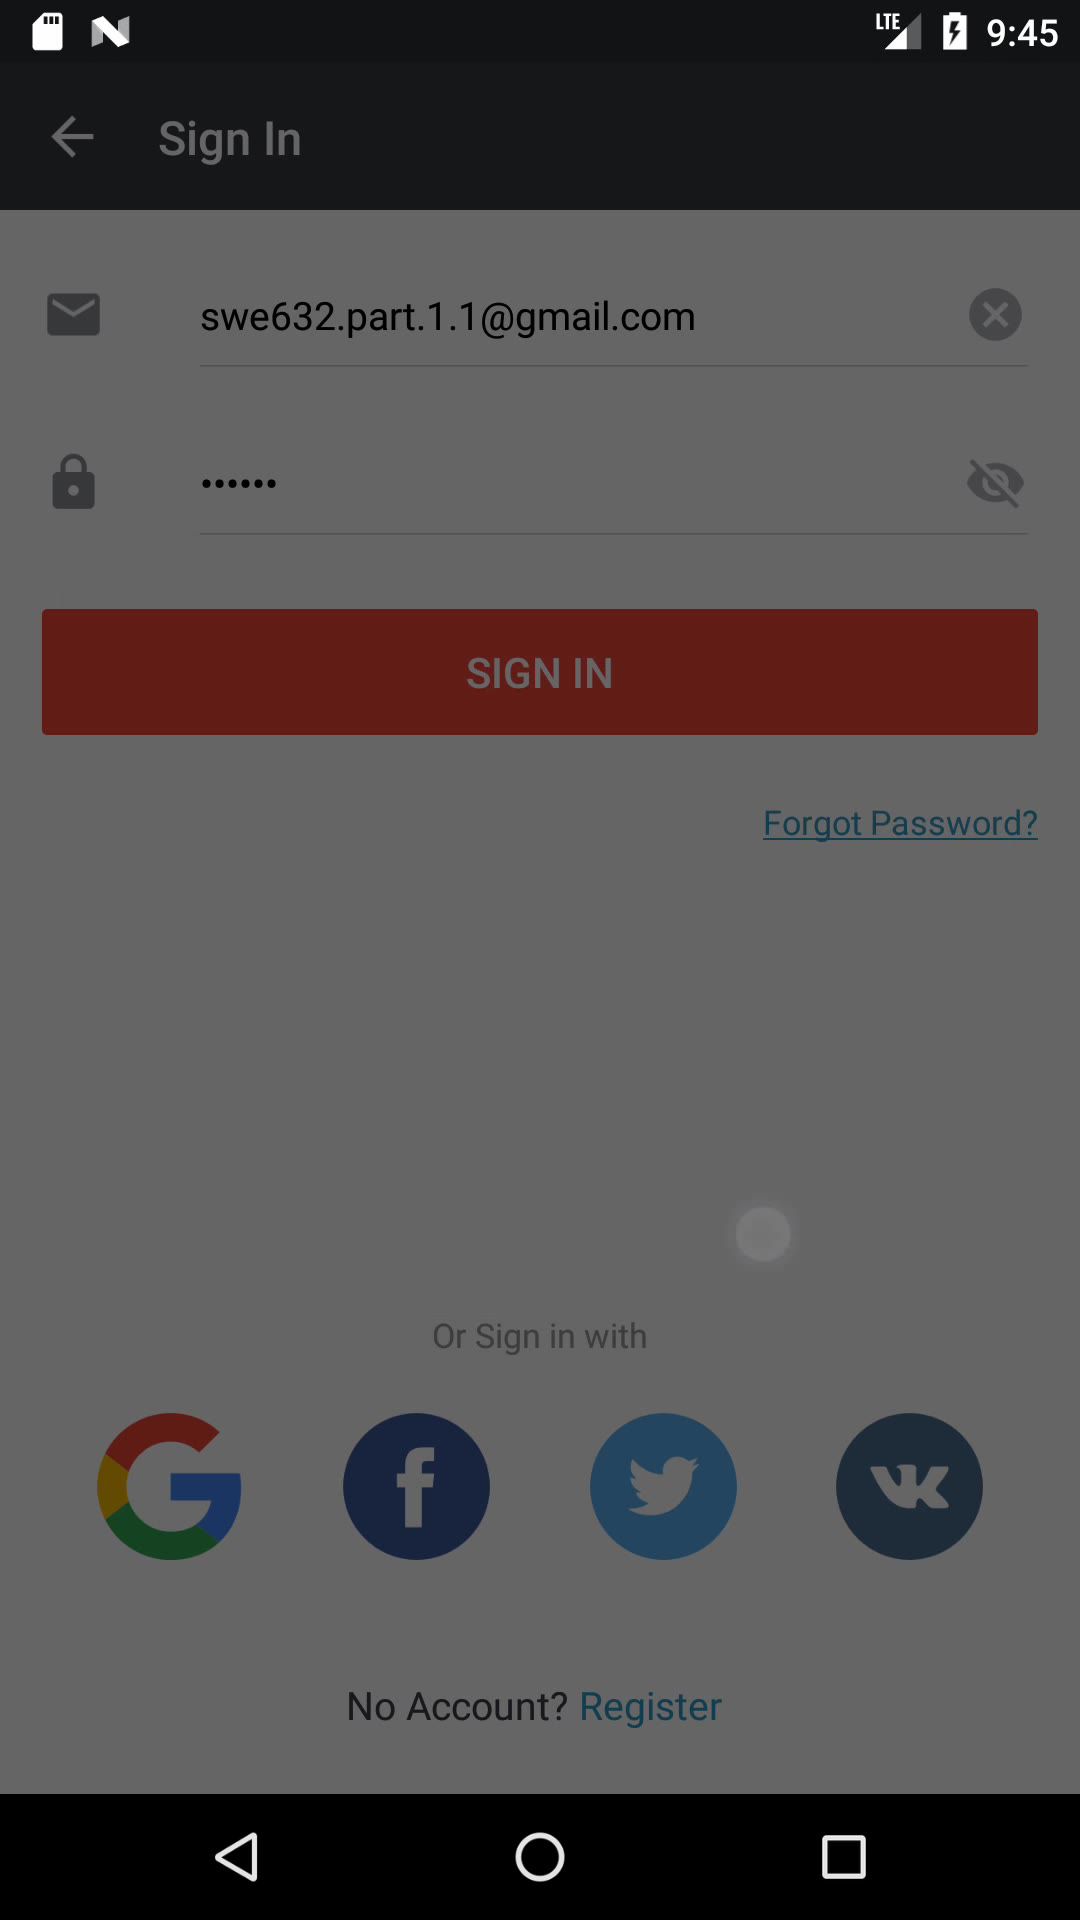 LTE 9:45
Sign In
swe632.part.1.1@gmail.com
••••••
SIGN IN
Forgot Password?
Or Sign in with
No Account? Register